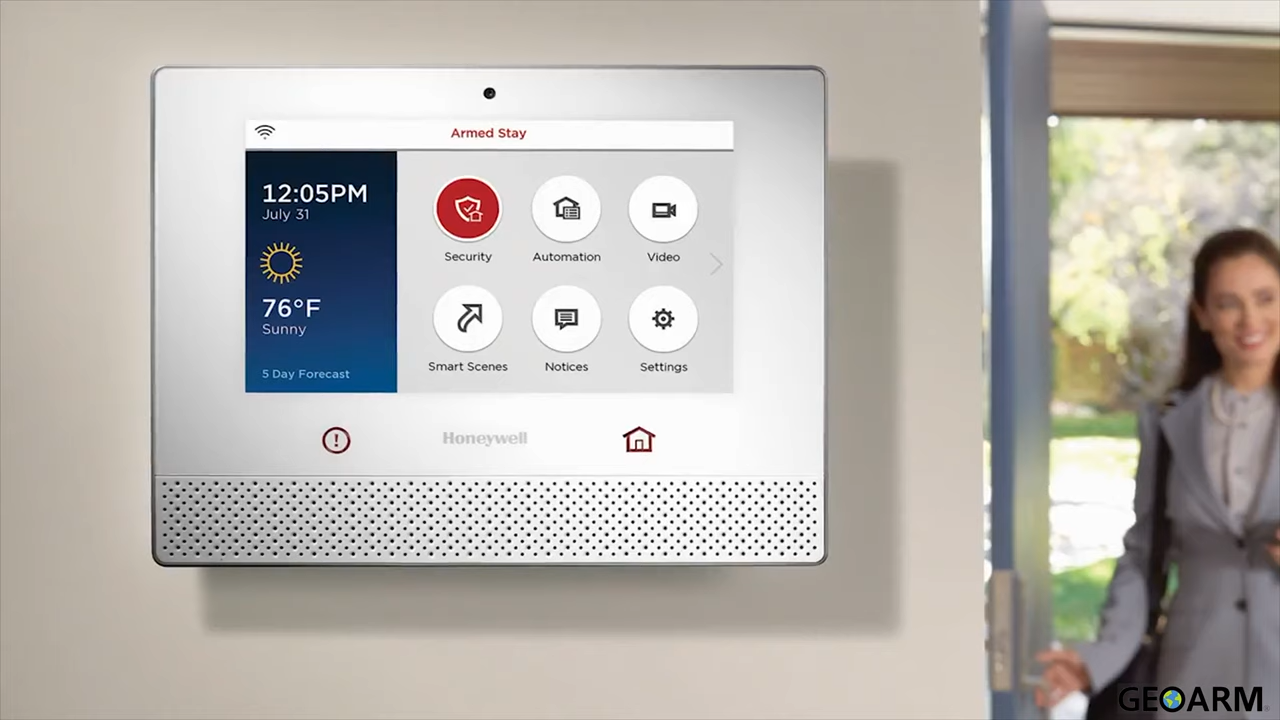 Armed Stay
12:05PM
July 31
76°F
Sunny
5 Day Forecast
Security
Automation
Video
Smart Scenes
Notices
Settings
Honeywell
GEOARM